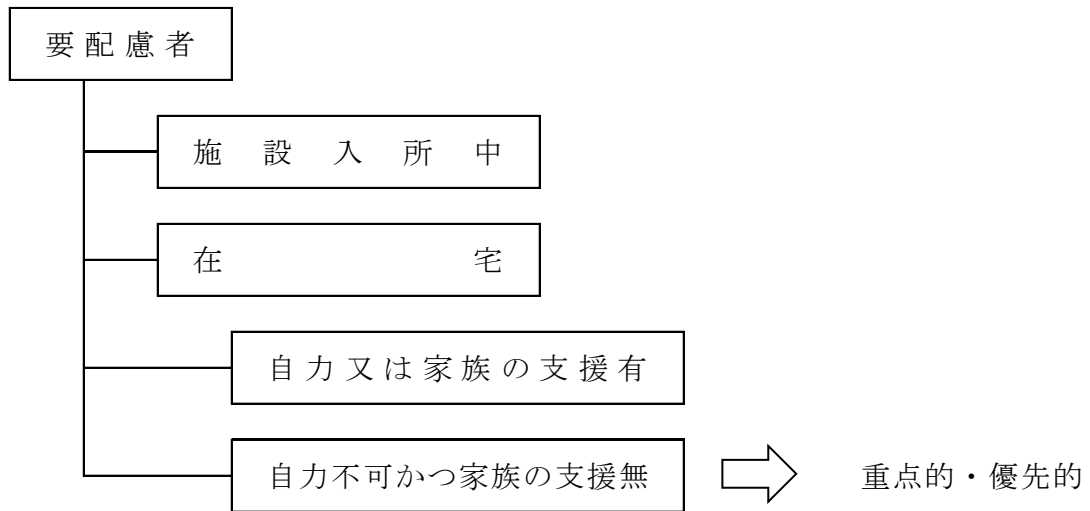 要配慮者
施設入所中
在宅
自力又は家族の支援有
自力不可かつ家族の支援無
重点的・優先的